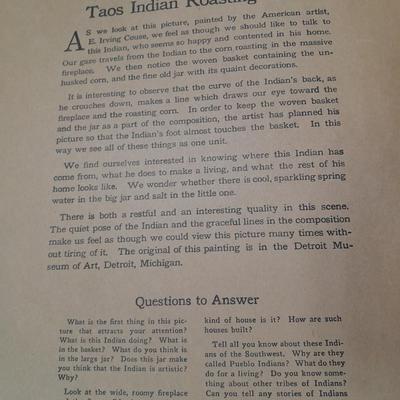 Taos Indian Roasting
AS we look at this picture, painted by the American artist,
E. Irving Couse, we feel as though we should like to talk to
this Indian, who seems so happy and contented in his home.
Our gaze travels from the Indian to the corn roasting in the massive
fireplace. We then notice the woven basket containing the un-
husked corn, and the fine old jar with its quaint decorations.
It is interesting to observe that the curve of the Indian's back, as
he crouches down, makes a line which draws our eye toward the
fireplace and the roasting corn. In order to keep the woven basket
and the jar as a part of the composition, the artist has planned his
picture so that the Indian's foot almost touches the basket. In this
way we see all of these things as one unit.
We find ourselves interested in knowing where this Indian has
come from, what he does to make a living, and what the rest of his
home looks like. We wonder whether there is cool, sparkling spring
water in the big jar and salt in the little one.
There is both a restful and an interesting quality in this scene.
The quiet pose of the Indian and the graceful lines in the composition
make us feel as though we could view this picture many times with-
out tiring of it. The original of this painting is in the Detroit Mu-
seum of Art, Detroit, Michigan.
Questions to Answer
What is the first thing in this pic-
ture that attracts your attention?
What is this Indian doing? What is
in the basket? What do you think is
in the large jar? Does this jar make
you think that the Indian is artistic?
Why?
Look at the wide, roomy fireplace
kind of house is it? How are such
houses built?
Tell all you know about these Indi-
ans of the Southwest. Why are they
called Pueblo Indians? What do they
do for a living? Do you know some-
thing about other tribes of Indians?
Can you tell any stories of Indians